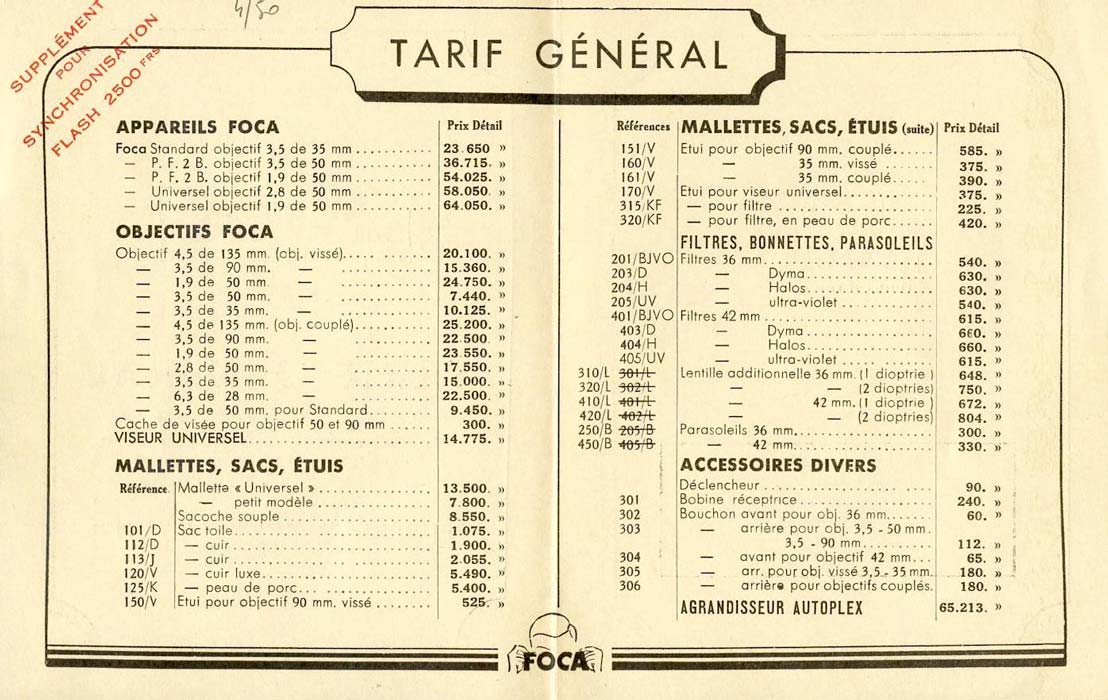 4/50
SUPPLÉMENT
POUR
SYNCHRONISATION
FLASH 2500 FRS
TARIF GÉNÉRAL
APPAREILS FOCA Prix Détail
Foca Standard objectif 3,5 de 35 mm ........... 23.650 »
— P. F. 2 B. objectif 3,5 de 50 mm ........... 36.715. »
— P. F. 2 B. objectif 1,9 de 50 mm ........... 54.025. »
— Universel objectif 2,8 de 50 mm ........... 58.050. »
— Universel objectif 1,9 de 50 mm ........... 64.050. »
OBJECTIFS FOCA
Objectif 4,5 de 135 mm. (obj. vissé)............. 20.100. »
— 3,5 de 90 mm. — ............. 15.360. »
— 1,9 de 50 mm. — ............. 24.750. »
— 3,5 de 50 mm. — ............. 7.440. »
— 3,5 de 35 mm. — ............. 10.125. »
— 4,5 de 135 mm. (obj. couplé)........... 25.200. »
— 3,5 de 90 mm. — ............. 22.500. »
— 1,9 de 50 mm. — ............. 23.550. »
— 2,8 de 50 mm. — ............. 17.550. »
— 3,5 de 35 mm. — ............. 15.000. »
— 6,3 de 28 mm. — ............. 22.500. »
— 3,5 de 50 mm. pour Standard......... 9.450. »
Cache de visée pour objectif 50 et 90 mm ...... 300. »
VISEUR UNIVERSEL........................... 14.775. »
MALLETTES, SACS, ÉTUIS
Référence Mallette « Universel » ................. 13.500. »
— petit modèle ................. 7.800. »
Sacoche souple ..................... 8.550. »
101/D Sac toile............................ 1.075. »
112/D — cuir ............................ 1.900. »
113/J — cuir ............................ 2.055. »
120/V — cuir luxe........................ 5.490. »
125/K — peau de porc... ................ 5.400. »
150/V Etui pour objectif 90 mm. vissé ........ 525. »
Références MALLETTES, SACS, ÉTUIS (suite) Prix Détail
151/V Etui pour objectif 90 mm. couplé...... 585. »
160/V — 35 mm. vissé ....... 375. »
161/V — 35 mm. couplé..... 390. »
170/V Etui pour viseur universel............. 375. »
315/KF — pour filtre ...................... 225. »
320/KF — pour filtre, en peau de porc...... 420. »
FILTRES, BONNETTES, PARASOLEILS
201/BJVO Filtres 36 mm........................ 540. »
203/D — Dyma.................. 630. »
204/H — Halos.................. 630. »
205/UV — ultra-violet ............. 540. »
401/BJVO Filtres 42 mm........................ 615. »
403/D — Dyma.................. 660. »
404/H — Halos.................. 660. »
405/UV — ultra-violet ............. 615. »
310/L 301/L Lentille additionnelle 36 mm. (1 dioptrie ) 648. »
320/L 302/L — — (2 dioptries) 750. »
410/L 401/L — 42 mm. (1 dioptrie ) 672. »
420/L 402/L — — (2 dioptries) 804. »
250/B 205/B Parasoleils 36 mm.................... 300. »
450/B 405/B — 42 mm. ................... 330. »
ACCESSOIRES DIVERS
Déclencheur ......................... 90. »
301 Bobine réceptrice.................... 240. »
302 Bouchon avant pour obj. 36 mm....... 60. »
303 — arrière pour obj. 3,5 - 50 mm.
3,5 - 90 mm.......... 112. »
304 — avant pour objectif 42 mm... 65. »
305 — arr. pour obj. vissé 3,5 - 35 mm. 180. »
306 — arrière pour objectifs couplés. 180. »
AGRANDISSEUR AUTOPLEX 65.213. »
FOCA